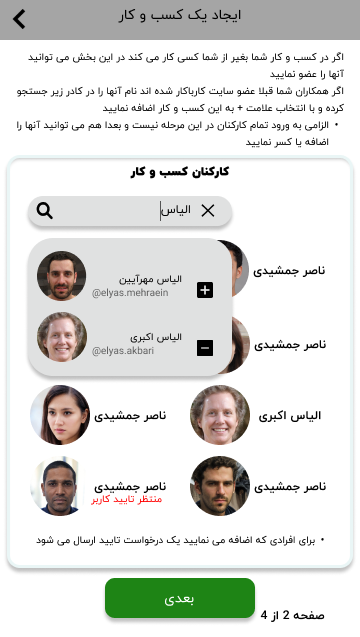 ایجاد یک کسب و کار
اگر در کسب و کار شما بغیر از شما کسی کار می کند در این بخش می توانید
آنها را عضو نمایید
اگر همکاران شما قبلا عضو سایت کارباکار شده اند نام آنها را در کادر زیر جستجو
کرده و با انتخاب علامت + به این کسب و کار اضافه نمایید
• الزامی به ورود تمام کارکنان در این مرحله نیست و بعدا هم می توانید آنها را
اضافه یا کسر نمایید
کارکنان کسب و کار
الیاس
ناصر جمشیدی
الیاس مهرآیین
@elyas.mehraein
ناصر جمشیدی
الیاس اکبری
@elyas.akbari
الیاس اکبری
ناصر جمشیدی
ناصر جمشیدی
ناصر جمشیدی
منتظر تایید کاربر
• برای افرادی که اضافه می نمایید یک درخواست تایید ارسال می شود
بعدی
صفحه 2 از 4